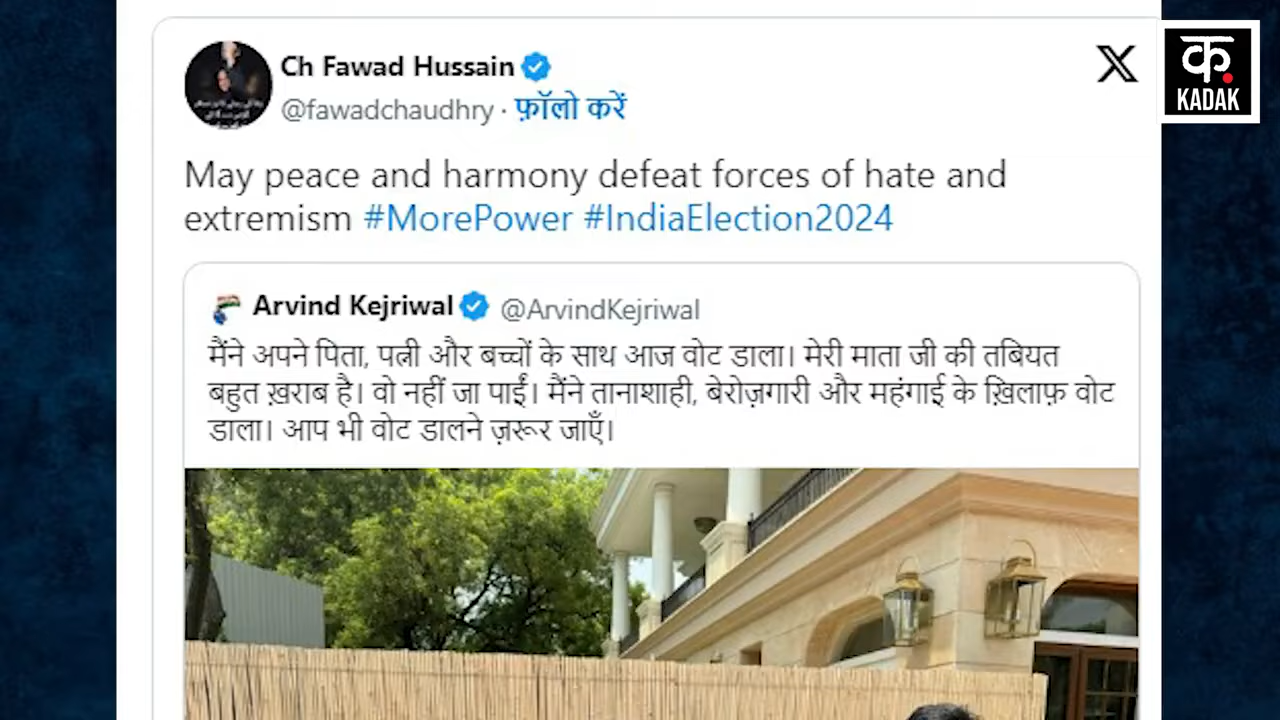 Ch Fawad Hussain
@fawadchaudhry · फ़ॉलो करें
क.
KADAK
May peace and harmony defeat forces of hate and
extremism #MorePower #IndiaElection2024
Arvind Kejriwal @ArvindKejriwal
मैंने अपने पिता, पत्नी और बच्चों के साथ आज वोट डाला। मेरी माता जी की तबियत
बहुत ख़राब है। वो नहीं जा पाईं। मैंने तानाशाही, बेरोज़गारी और महंगाई के ख़िलाफ़ वोट
डाला। आप भी वोट डालने ज़रूर जाएँ।